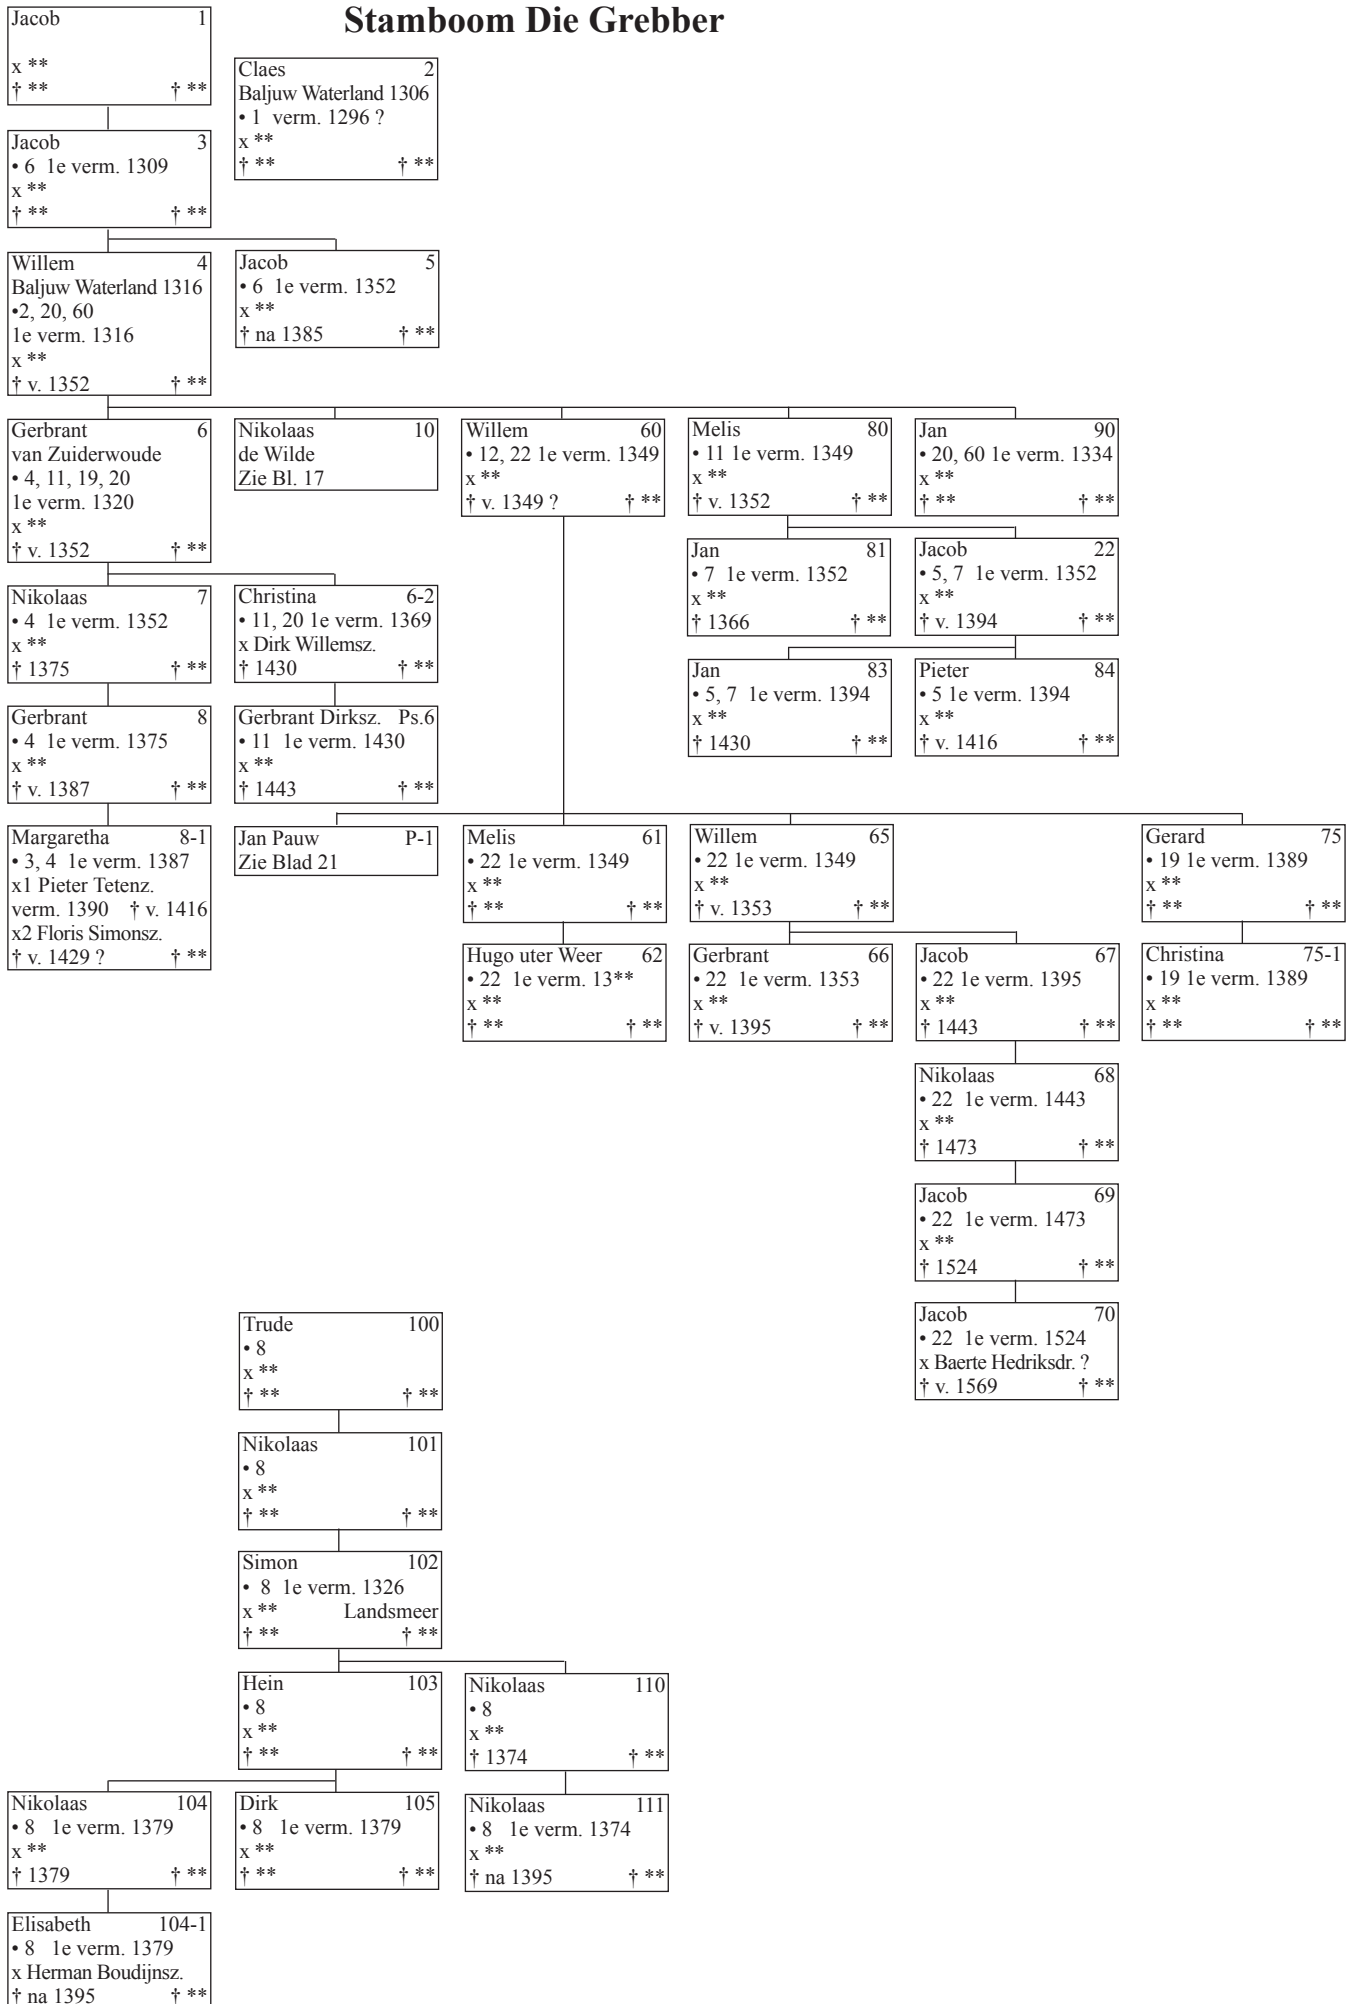 Stamboom Die Grebber
Jacob 1
x **
† ** † **
Claes 2
Baljuw Waterland 1306
• 1 verm. 1296 ?
x **
† ** † **
Jacob 3
• 6 1e verm. 1309
x **
† ** † **
Willem 4
Baljuw Waterland 1316
•2, 20, 60
1e verm. 1316
x **
† v. 1352 † **
Jacob 5
• 6 1e verm. 1352
x **
† na 1385 † **
Gerbrant 6
van Zuiderwoude
• 4, 11, 19, 20
1e verm. 1320
x **
† v. 1352 † **
Nikolaas 10
de Wilde
Zie Bl. 17
Willem 60
• 12, 22 1e verm. 1349
x **
† v. 1349 ? † **
Melis 80
• 11 1e verm. 1349
x **
† v. 1352 † **
Jan 90
• 20, 60 1e verm. 1334
x **
† ** † **
Jan 81
• 7 1e verm. 1352
x **
† 1366 † **
Jacob 22
• 5, 7 1e verm. 1352
x **
† v. 1394 † **
Nikolaas 7
• 4 1e verm. 1352
x **
† 1375 † **
Christina 6-2
• 11, 20 1e verm. 1369
x Dirk Willemsz.
† 1430 † **
Jan 83
• 5, 7 1e verm. 1394
x **
† 1430 † **
Pieter 84
• 5 1e verm. 1394
x **
† v. 1416 † **
Gerbrant 8
• 4 1e verm. 1375
x **
† v. 1387 † **
Gerbrant Dirksz. Ps.6
• 11 1e verm. 1430
x **
† 1443 † **
Margaretha 8-1
• 3, 4 1e verm. 1387
x1 Pieter Tetenz.
verm. 1390 † v. 1416
x2 Floris Simonsz.
† v. 1429 ? † **
Jan Pauw P-1
Zie Blad 21
Melis 61
• 22 1e verm. 1349
x **
† ** † **
Willem 65
• 22 1e verm. 1349
x **
† v. 1353 † **
Gerard 75
• 19 1e verm. 1389
x **
† ** † **
Hugo uter Weer 62
• 22 1e verm. 13**
x **
† ** † **
Gerbrant 66
• 22 1e verm. 1353
x **
† v. 1395 † **
Jacob 67
• 22 1e verm. 1395
x **
† 1443 † **
Christina 75-1
• 19 1e verm. 1389
x **
† ** † **
Nikolaas 68
• 22 1e verm. 1443
x **
† 1473 † **
Jacob 69
• 22 1e verm. 1473
x **
† 1524 † **
Jacob 70
• 22 1e verm. 1524
x Baerte Hedriksdr. ?
† v. 1569 † **
Trude 100
• 8
x **
† ** † **
Nikolaas 101
• 8
x **
† ** † **
Simon 102
• 8 1e verm. 1326
x ** Landsmeer
† ** † **
Hein 103
• 8
x **
† ** † **
Nikolaas 110
• 8
x **
† 1374 † **
Nikolaas 104
• 8 1e verm. 1379
x **
† 1379 † **
Dirk 105
• 8 1e verm. 1379
x **
† ** † **
Nikolaas 111
• 8 1e verm. 1374
x **
† na 1395 † **
Elisabeth 104-1
• 8 1e verm. 1379
x Herman Boudijnsz.
† na 1395 † **